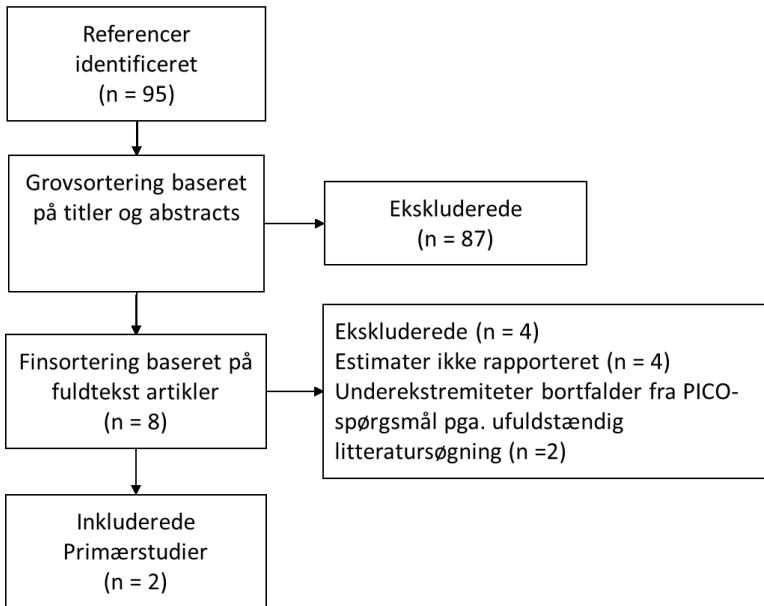 Referencer
identificeret
(n = 95)
Grovsortering baseret
på titler og abstracts
Ekskluderede
(n = 87)
Finsortering baseret på
fuldtekst artikler
(n = 8)
Ekskluderede (n = 4)
Estimater ikke rapporteret (n = 4)
Underekstremiteter bortfalder fra PICO-
spørgsmål pga. ufuldstændig
litteratursøgning (n =2)
Inkluderede
Primærstudier
(n = 2)